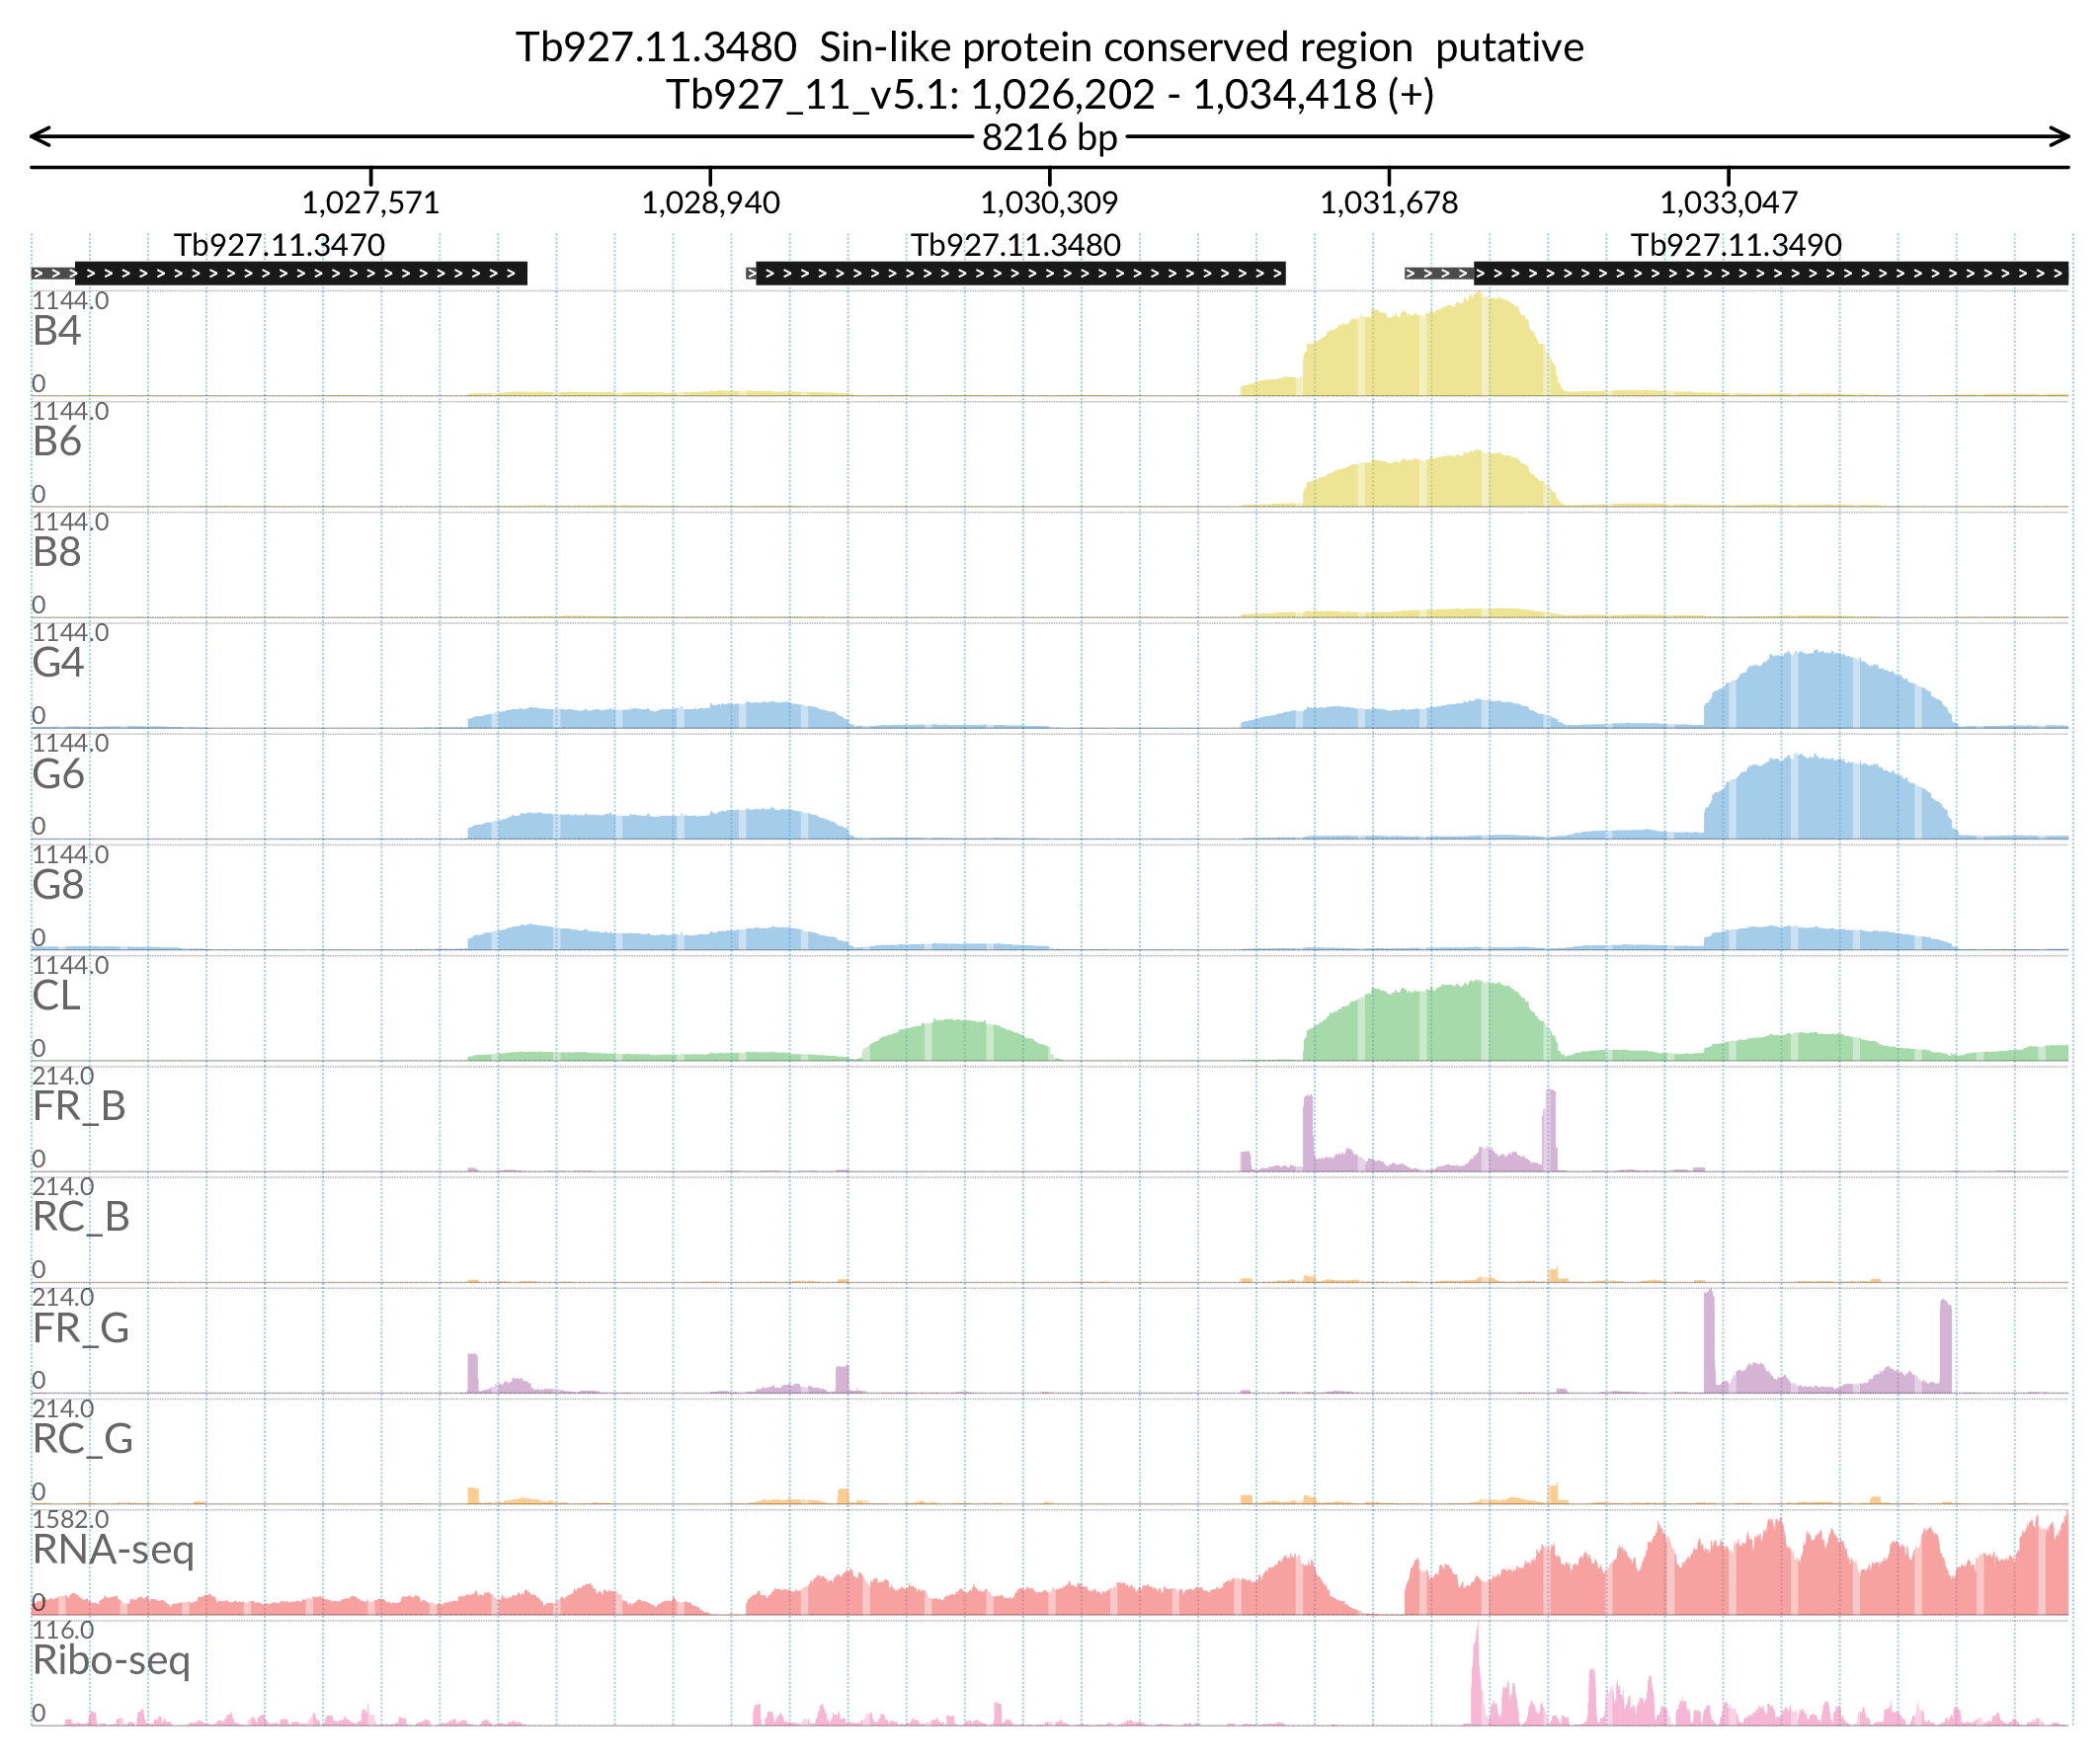 Tb927.11.3480  Sin-like protein conserved region  putative
Tb927_11_v5.1: 1,026,202 - 1,034,418 (+)
8216 bp
1,027,571 1,028,940 1,030,309 1,031,678 1,033,047
Tb927.11.3470 Tb927.11.3480 Tb927.11.3490
1144.0
B4
0
1144.0
B6
0
1144.0
B8
0
1144.0
G4
0
1144.0
G6
0
1144.0
G8
0
1144.0
CL
0
214.0
FR_B
0
214.0
RC_B
0
214.0
FR_G
0
214.0
RC_G
0
1582.0
RNA-seq
0
116.0
Ribo-seq
0